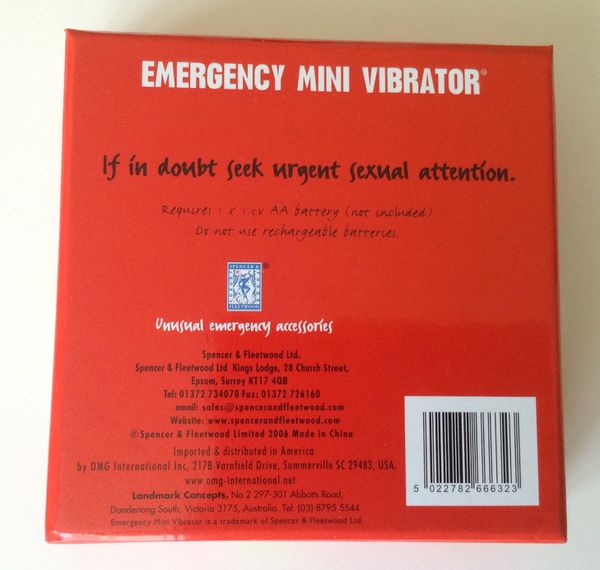 EMERGENCY MINI VIBRATOR®
If in doubt seek urgent sexual attention.
Requires 1 x 1.5V AA battery (not included)
Do not use rechargeable batteries.
SPENCER &
FLEETWOOD
®
Unusual emergency accessories
Spencer & Fleetwood Ltd.
Spencer & Fleetwood Ltd Kings Lodge, 28 Church Street,
Epsom, Surrey KT17 4QB
Tel: 01372 734070 Fax: 01372 726160
email: sales@spencerandfleetwood.com
Website: www.spencerandfleetwood.com
® Spencer & Fleetwood Limited 2006 Made in China
Imported & distributed in America
by OMG International Inc. 217B Varnfield Drive, Summerville SC 29483, USA.
www.omg-international.net
Landmark Concepts, No 2 297-301 Abbotts Road,
Dandenong South, Victoria 3175, Australia. Tel: (03) 8795 5544
Emergency Mini Vibrator is a trademark of Spencer & Fleetwood Ltd.
5 022782 666323